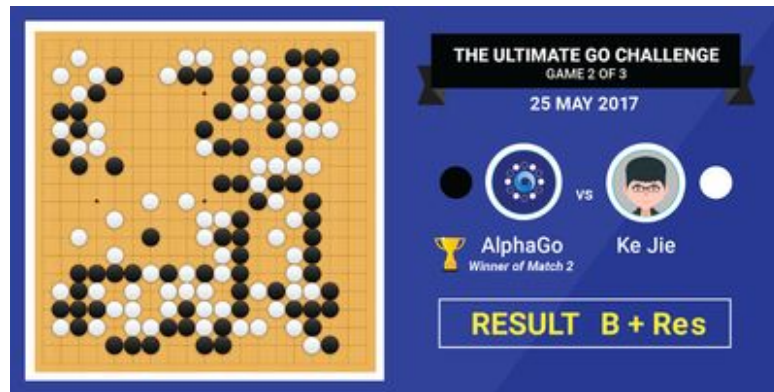 THE ULTIMATE GO CHALLENGE
GAME 2 OF 3
25 MAY 2017
vs
AlphaGo
Winner of Match 2
Ke Jie
RESULT B + Res